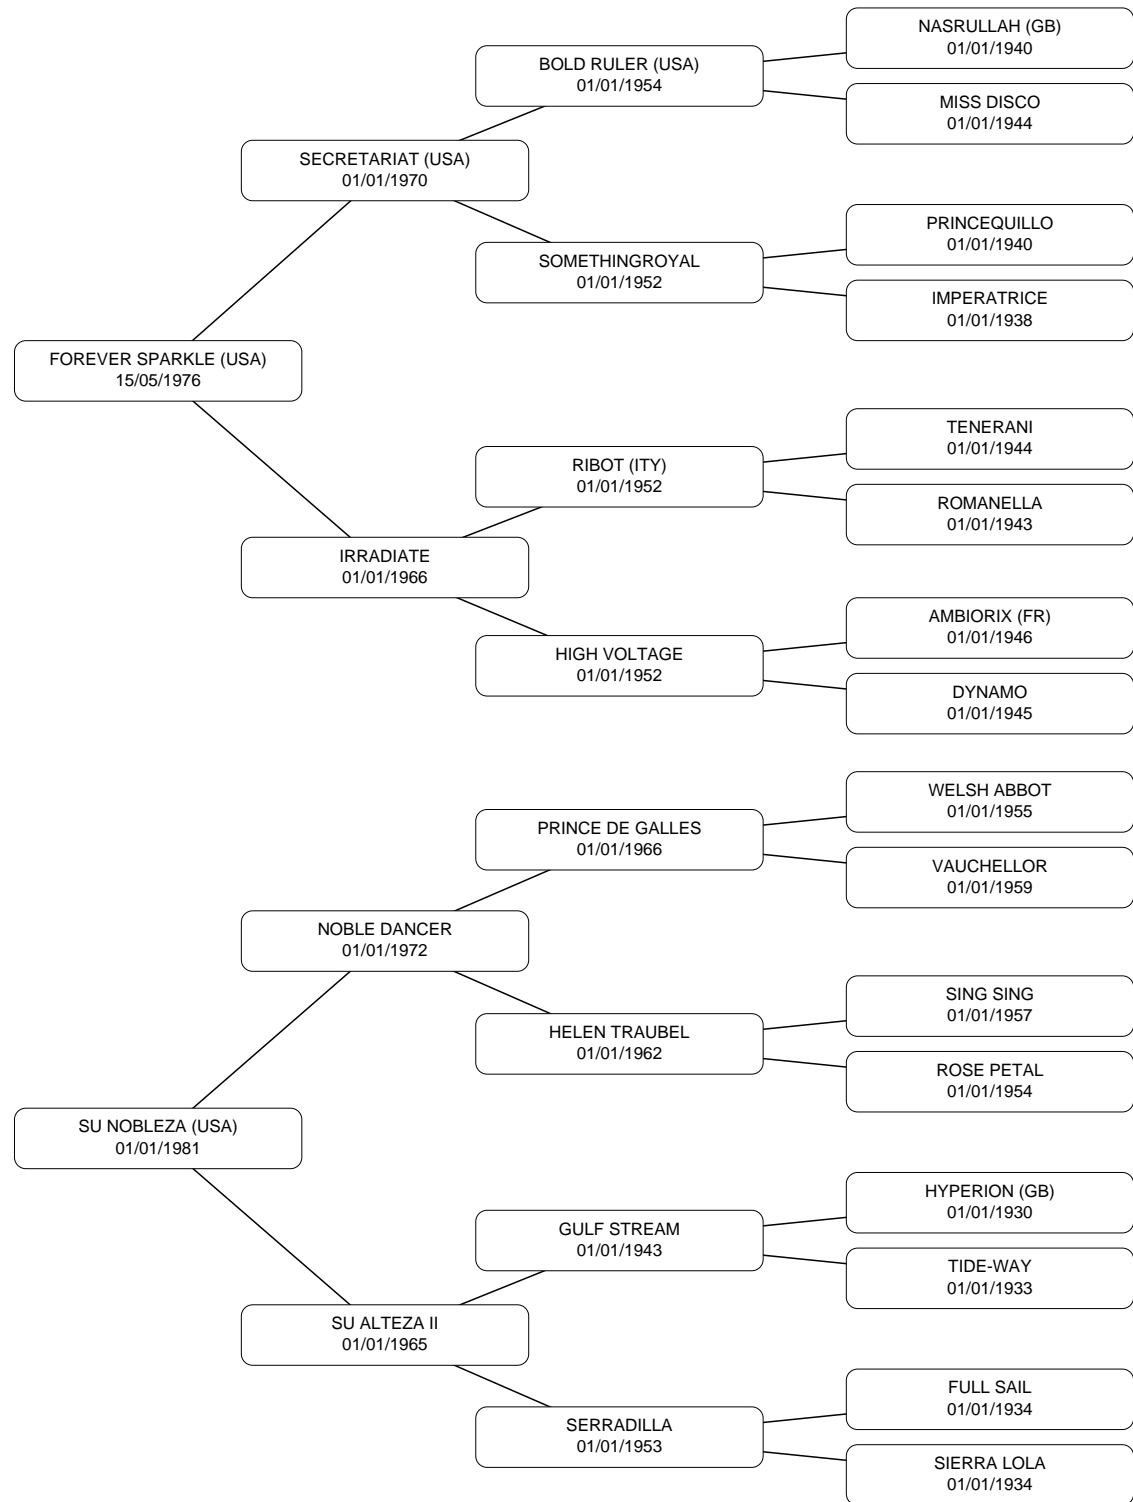 NASRULLAH (GB)
01/01/1940
BOLD RULER (USA)
01/01/1954
MISS DISCO
01/01/1944
SECRETARIAT (USA)
01/01/1970
PRINCEQUILLO
01/01/1940
SOMETHINGROYAL
01/01/1952
IMPERATRICE
01/01/1938
FOREVER SPARKLE (USA)
15/05/1976
TENERANI
01/01/1944
RIBOT (ITY)
01/01/1952
ROMANELLA
01/01/1943
IRRADIATE
01/01/1966
AMBIORIX (FR)
01/01/1946
HIGH VOLTAGE
01/01/1952
DYNAMO
01/01/1945
WELSH ABBOT
01/01/1955
PRINCE DE GALLES
01/01/1966
VAUCHELLOR
01/01/1959
NOBLE DANCER
01/01/1972
SING SING
01/01/1957
HELEN TRAUBEL
01/01/1962
ROSE PETAL
01/01/1954
SU NOBLEZA (USA)
01/01/1981
HYPERION (GB)
01/01/1930
GULF STREAM
01/01/1943
TIDE-WAY
01/01/1933
SU ALTEZA II
01/01/1965
FULL SAIL
01/01/1934
SERRADILLA
01/01/1953
SIERRA LOLA
01/01/1934